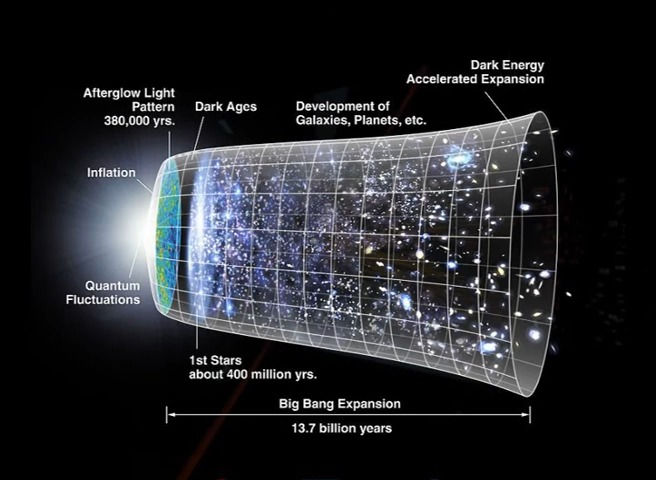 Dark Energy
Accelerated Expansion
Afterglow Light
Pattern
380,000 yrs.
Dark Ages
Development of
Galaxies, Planets, etc.
Inflation
Quantum
Fluctuations
1st Stars
about 400 million yrs.
Big Bang Expansion
13.7 billion years